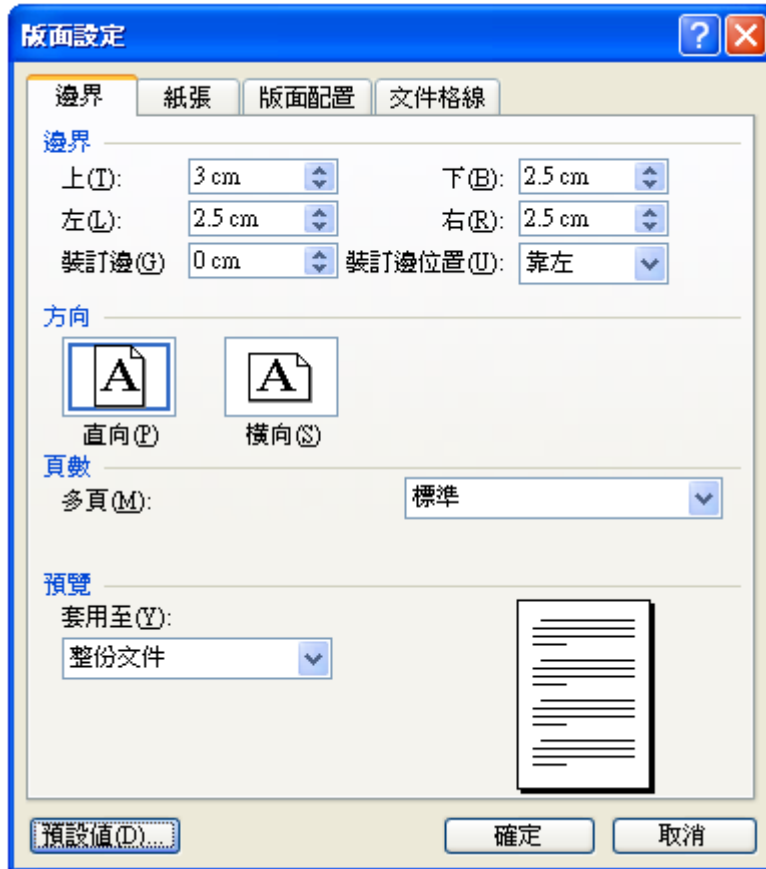 版面設定
邊界 紙張 版面配置 文件格線
邊界
上(T): 3 cm 下(B): 2.5 cm
左(L): 2.5 cm 右(R): 2.5 cm
裝訂邊(G) 0 cm 裝訂邊位置(U): 靠左
方向
A A
直向(P) 橫向(S)
頁數
多頁(M): 標準
預覽
套用至(Y):
整份文件
預設值(D)... 確定 取消